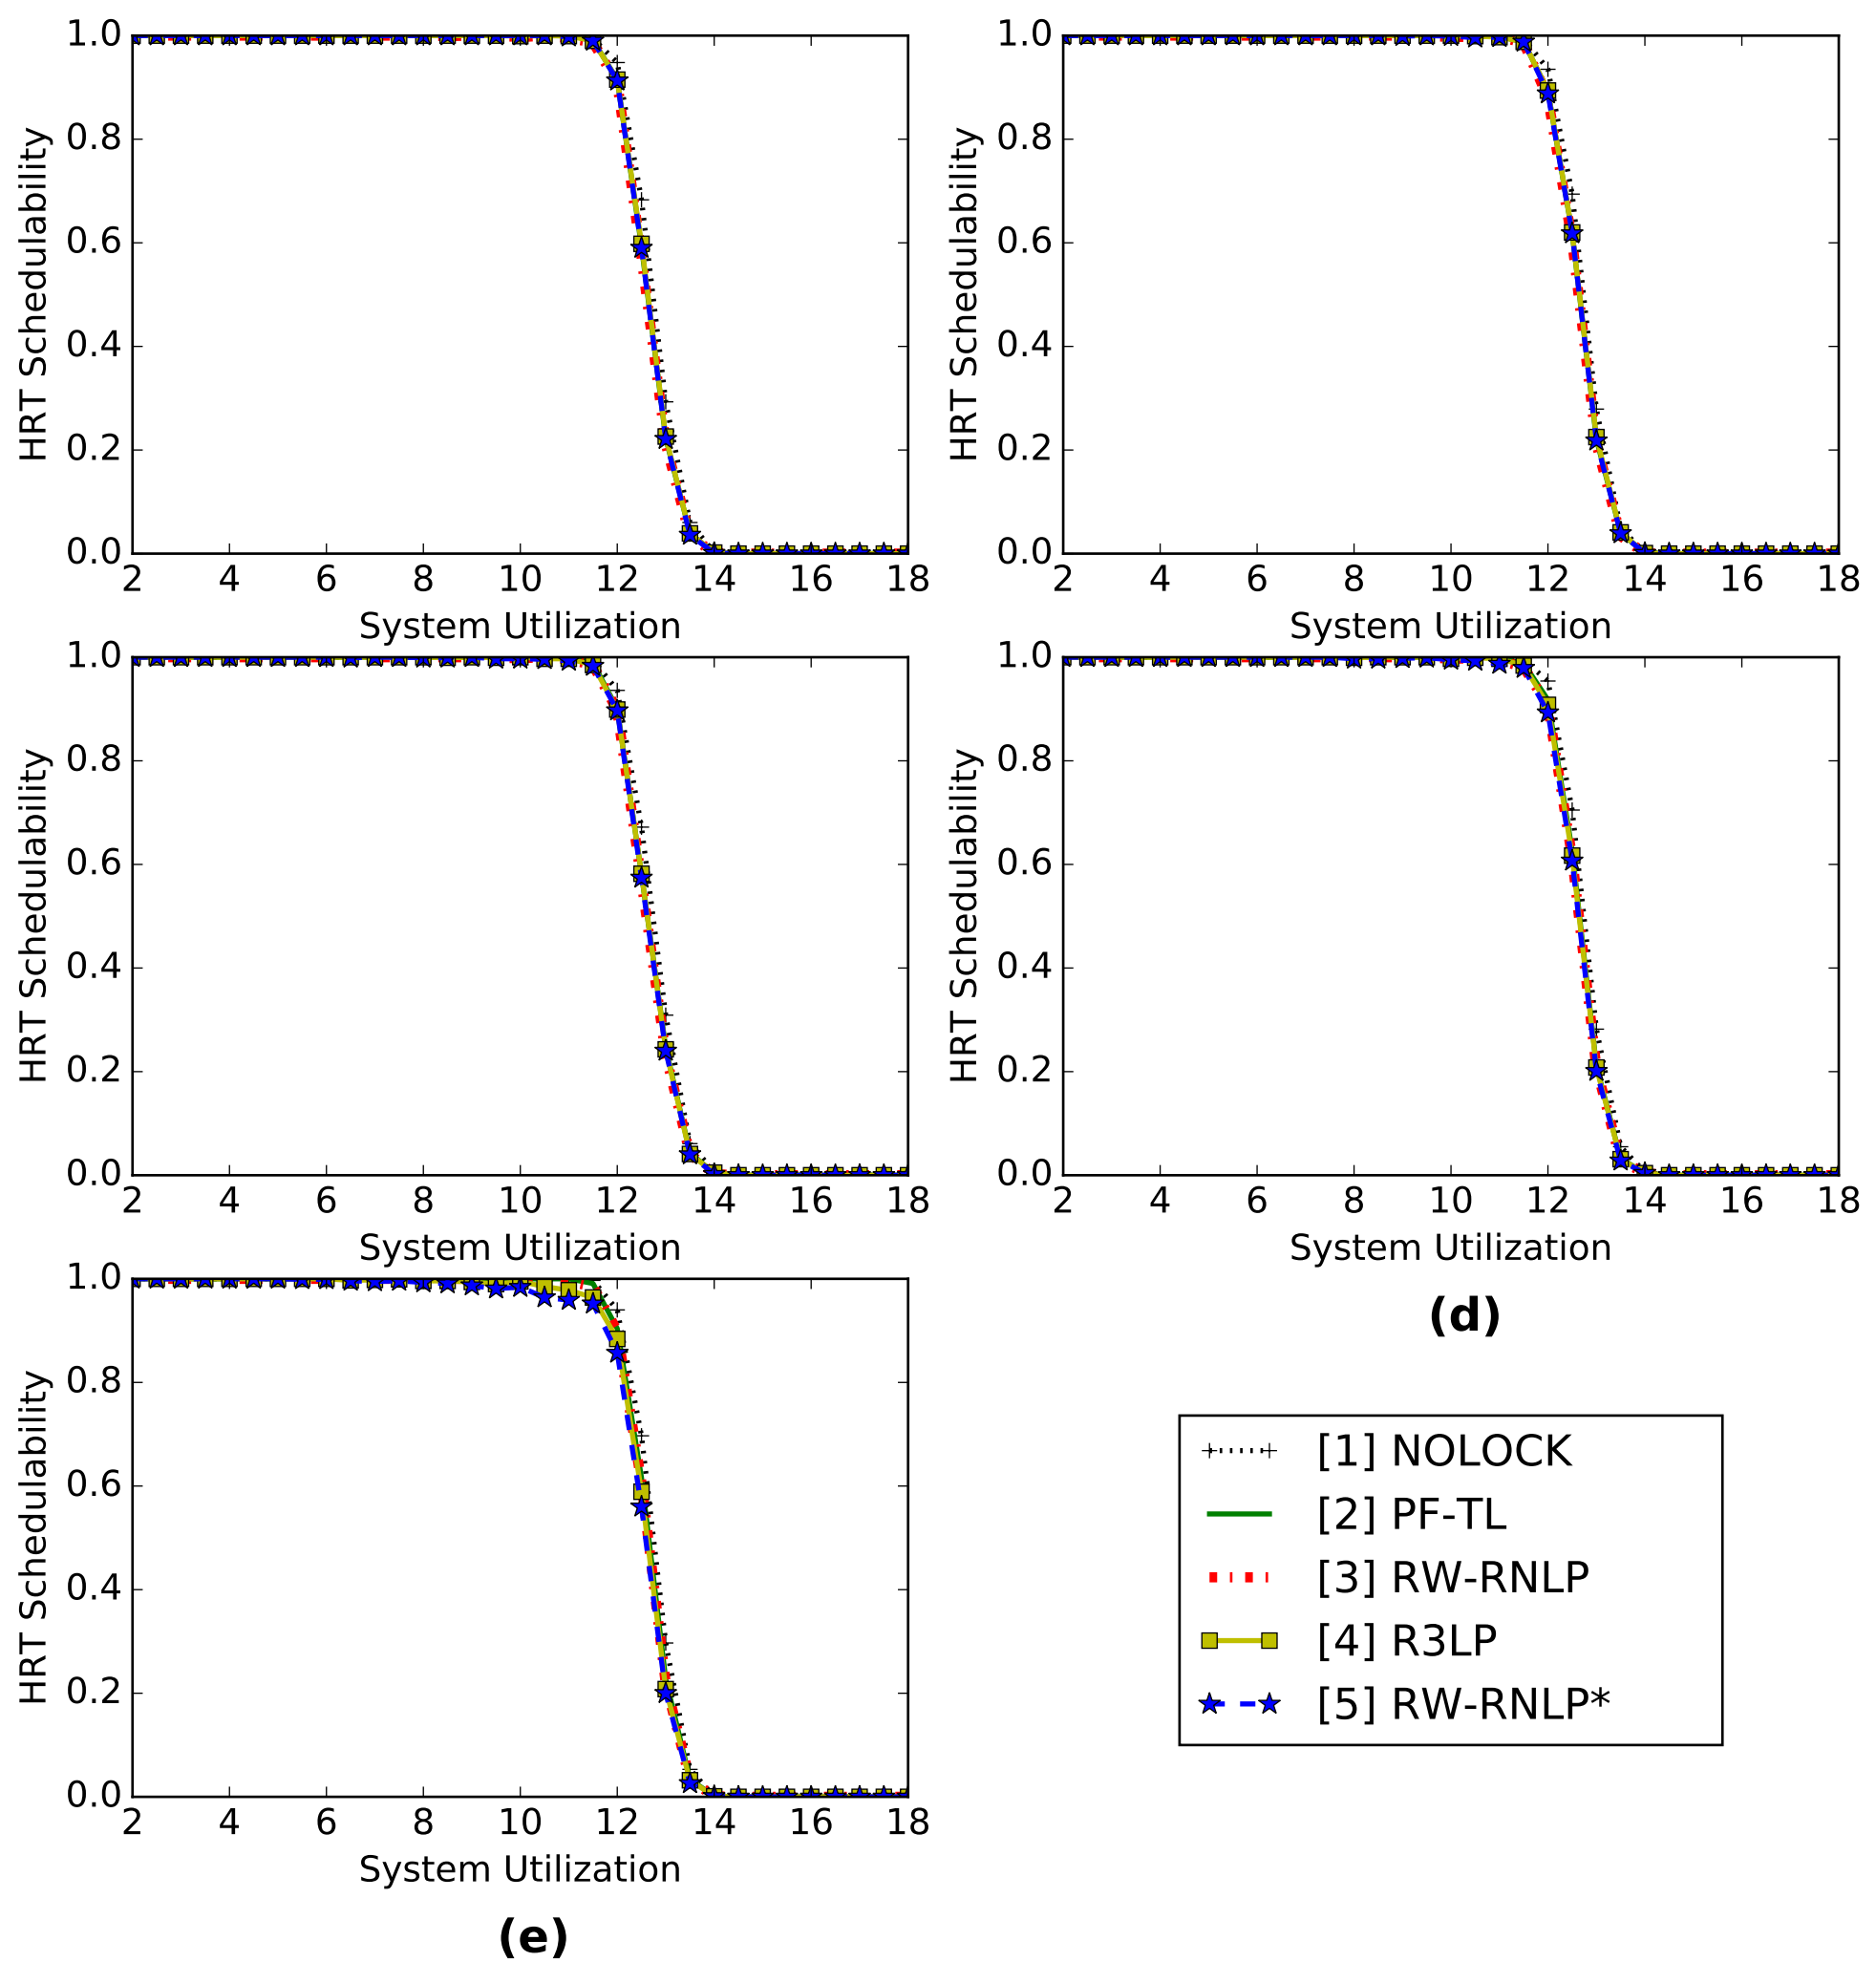 1.0
0.8
0.6
0.4
0.2
0.0
HRT Schedulability
2 4 6 8 10 12 14 16 18
System Utilization
1.0
0.8
0.6
0.4
0.2
0.0
HRT Schedulability
2 4 6 8 10 12 14 16 18
System Utilization
1.0
0.8
0.6
0.4
0.2
0.0
HRT Schedulability
2 4 6 8 10 12 14 16 18
System Utilization
1.0
0.8
0.6
0.4
0.2
0.0
HRT Schedulability
2 4 6 8 10 12 14 16 18
System Utilization
(d)
1.0
0.8
0.6
0.4
0.2
0.0
HRT Schedulability
2 4 6 8 10 12 14 16 18
System Utilization
(e)
[1] NOLOCK
[2] PF-TL
[3] RW-RNLP
[4] R3LP
[5] RW-RNLP*